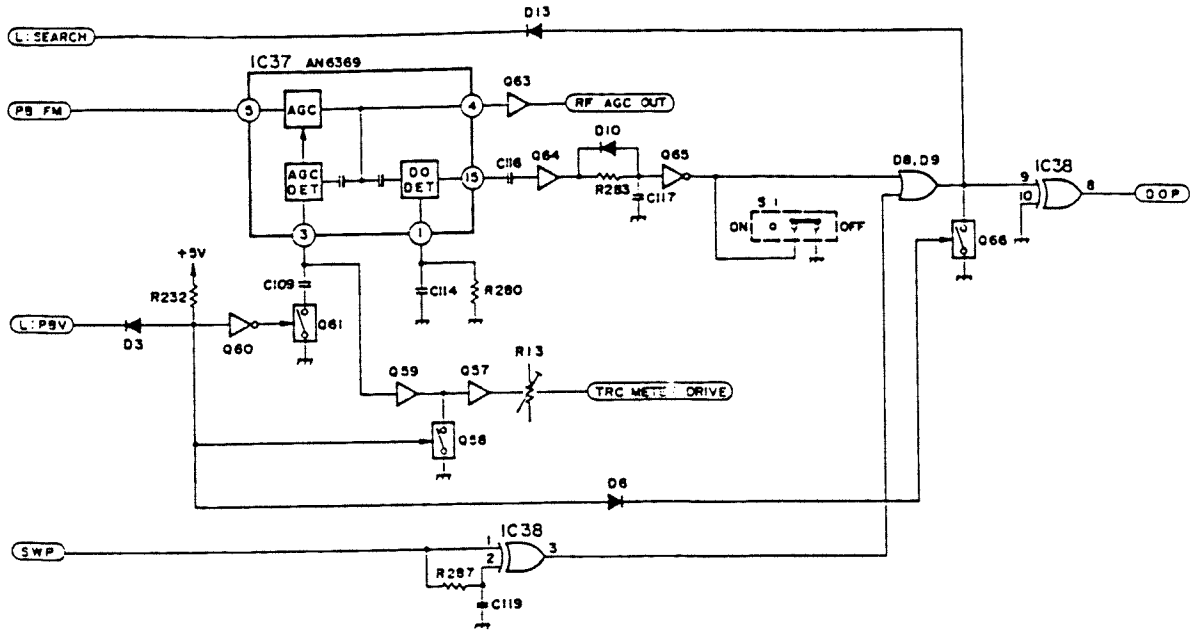 D13
L:SEARCH
IC37 AN6369
Q63
PB FM
5
AGC
4
RF AGC OUT
D10
C116
Q64
Q65
D8,D9
IC38
AGC
DET
DO
DET
15
R283
C117
9
10
8
DOP
S1
ON
OFF
3
1
Q66
+5V
C109
C114
R280
R232
L:PBV
D3
Q60
Q61
R13
Q59
Q57
TRC DRIVE
Q58
D6
IC38
SWP
1
2
3
R287
C119